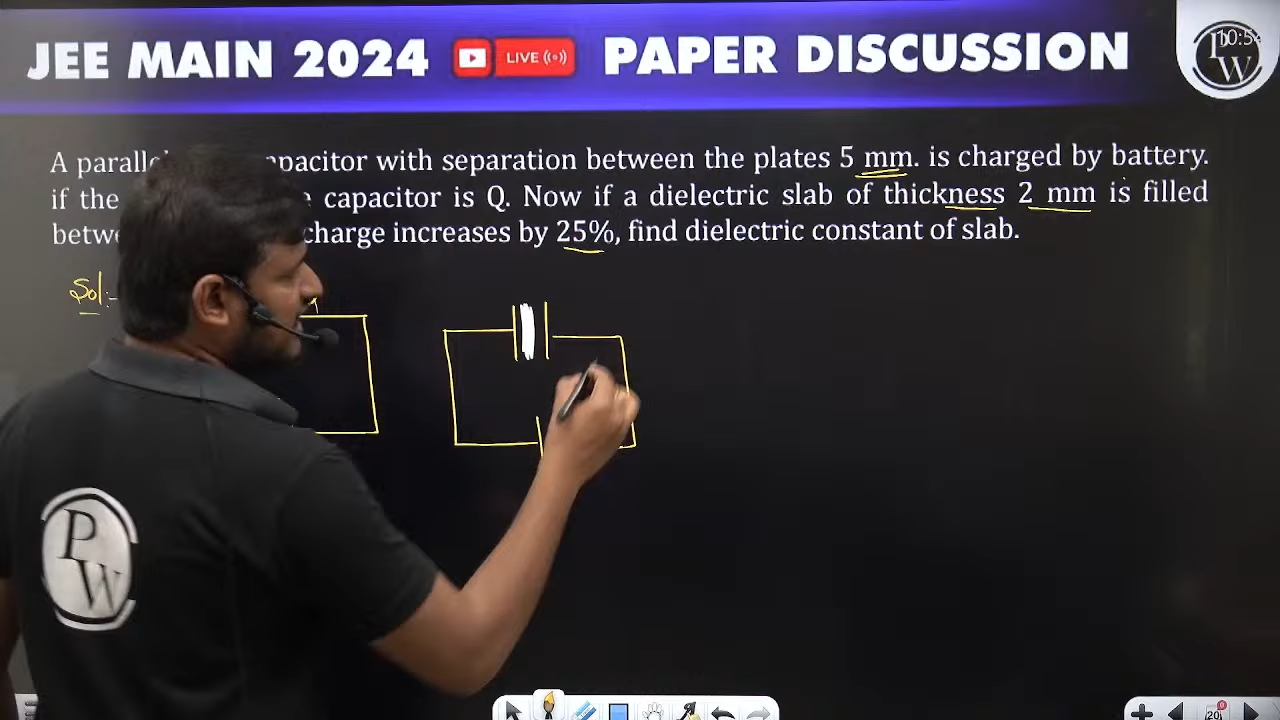 JEE MAIN 2024 LIVE PAPER DISCUSSION
A capacitor with separation between the plates 5 mm. is charged by battery.
if the capacitor is Q. Now if a dielectric slab of thickness 2 mm is filled
charge increases by 25%, find dielectric constant of slab.
Sol:-
P
W